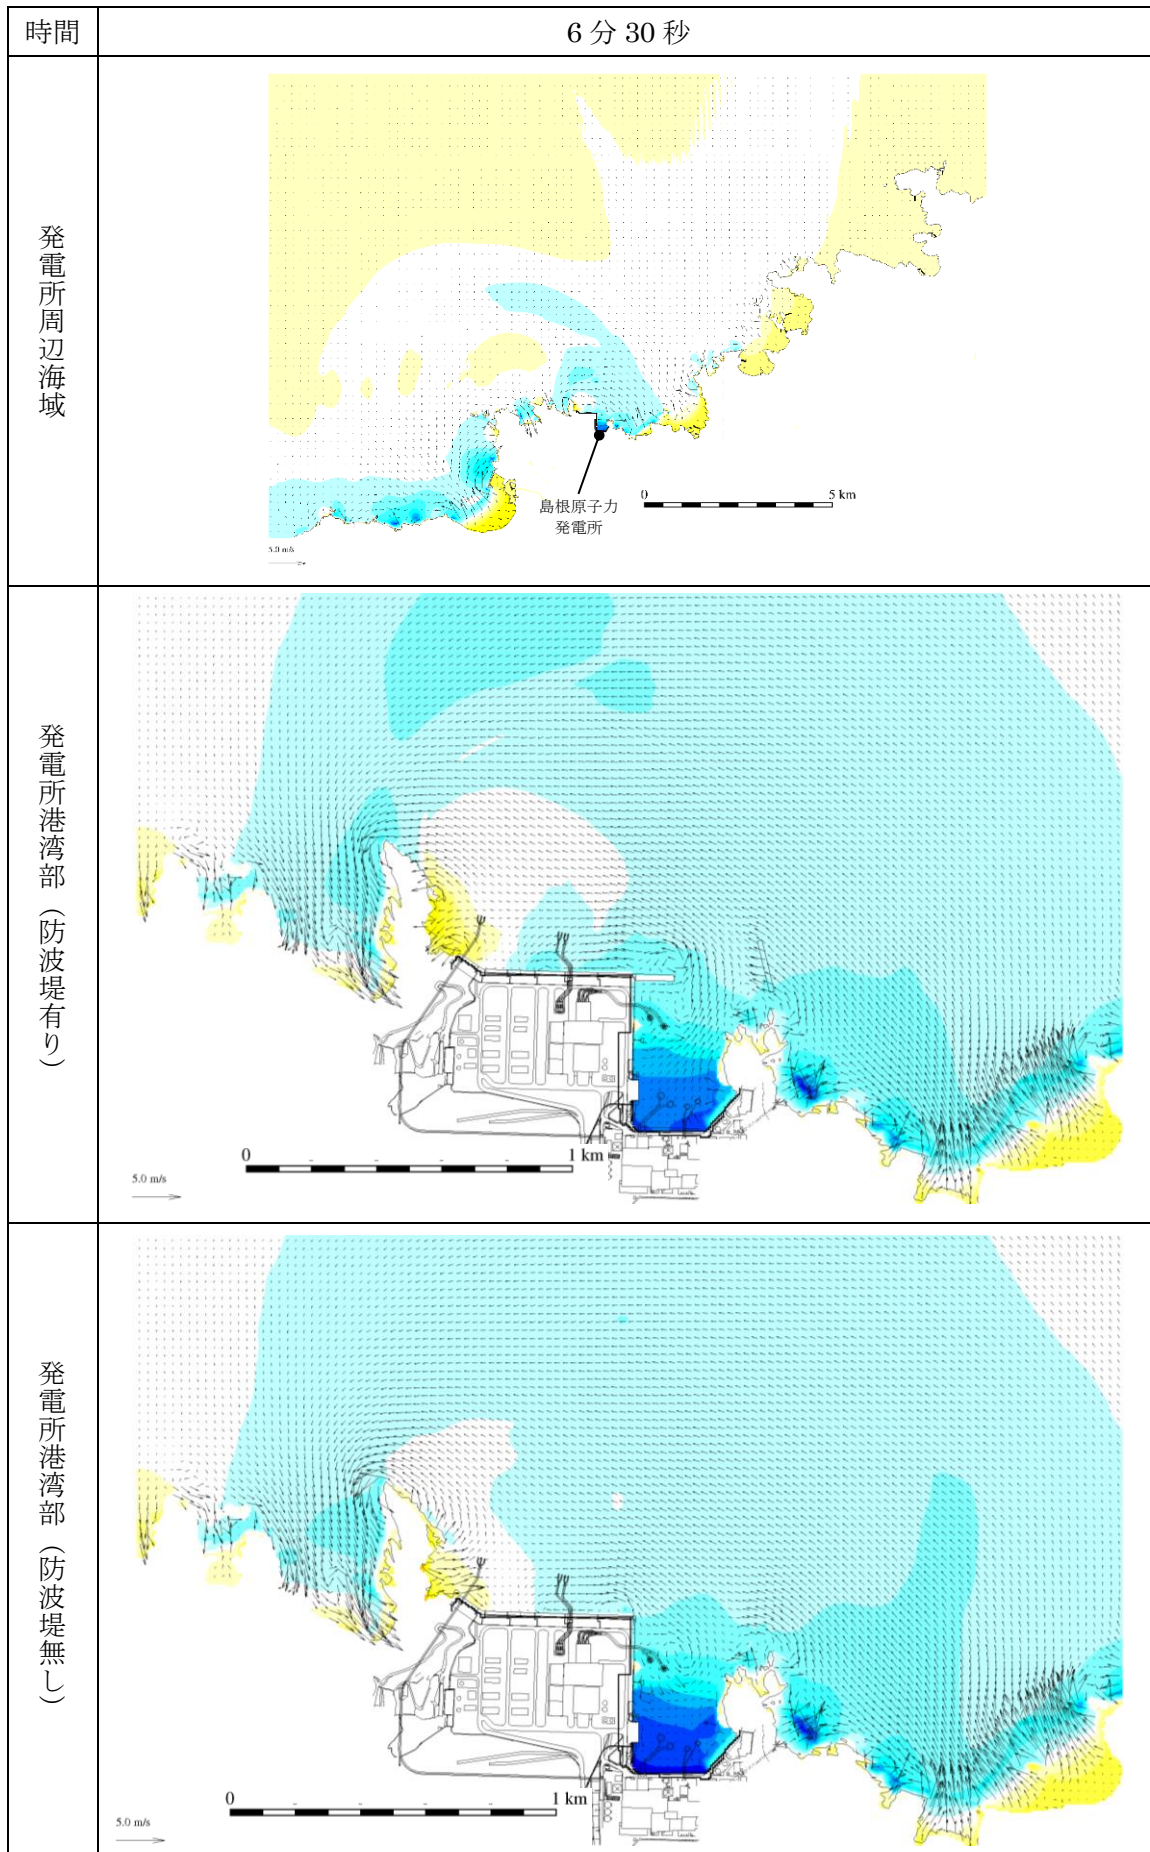 時間
6分30秒
発電所周辺海域
島根原子力
発電所
0
5 km
5.0 m/s
発電所港湾部（防波堤有り）
0
1 km
5.0 m/s
発電所港湾部（防波堤無し）
0
1 km
5.0 m/s